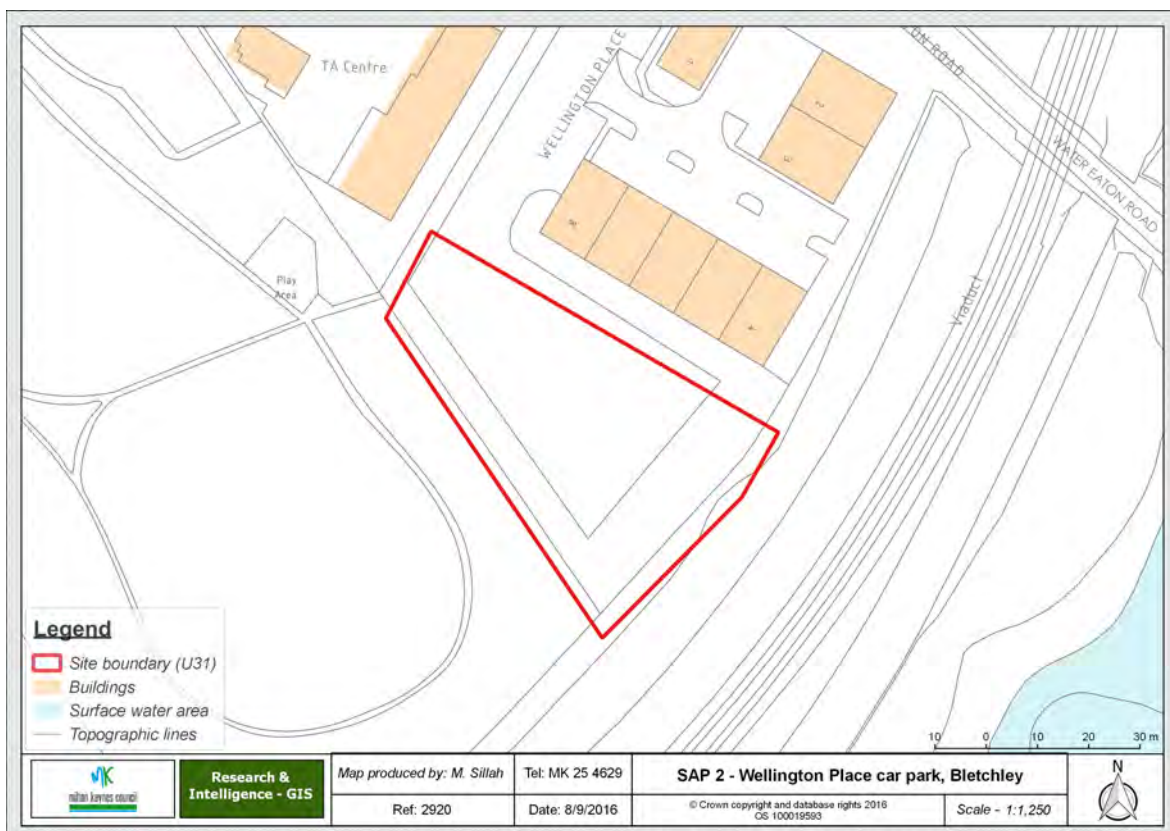 TA Centre
WELLINGTON PLACE
ON ROAD
WATER EATON ROAD
Play
Area
Viaduct
Legend
Site boundary (U31)
Buildings
Surface water area
Topographic lines
10 0 10 20 30 m
milton keynes council
Research &
Intelligence - GIS
Map produced by: M. Sillah
Tel: MK 25 4629
SAP 2 - Wellington Place car park, Bletchley
N
Ref: 2920
Date: 8/9/2016
© Crown copyright and database rights 2016
OS 100019593
Scale - 1:1,250